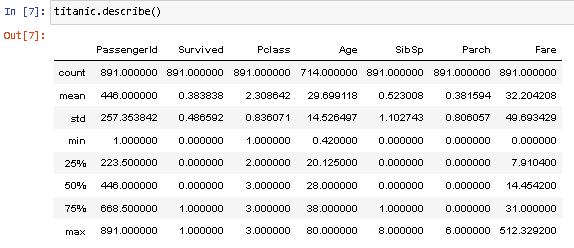 In [7]: titanic.describe()
Out[7]:
PassengerId Survived Pclass Age SibSp Parch Fare
count 891.000000 891.000000 891.000000 714.000000 891.000000 891.000000 891.000000
mean 446.000000 0.383838 2.308642 29.699118 0.523008 0.381594 32.204208
std 257.353842 0.486592 0.836071 14.526497 1.102743 0.806057 49.693429
min 1.000000 0.000000 1.000000 0.420000 0.000000 0.000000 0.000000
25% 223.500000 0.000000 2.000000 20.125000 0.000000 0.000000 7.910400
50% 446.000000 0.000000 3.000000 28.000000 0.000000 0.000000 14.454200
75% 668.500000 1.000000 3.000000 38.000000 1.000000 0.000000 31.000000
max 891.000000 1.000000 3.000000 80.000000 8.000000 6.000000 512.329200